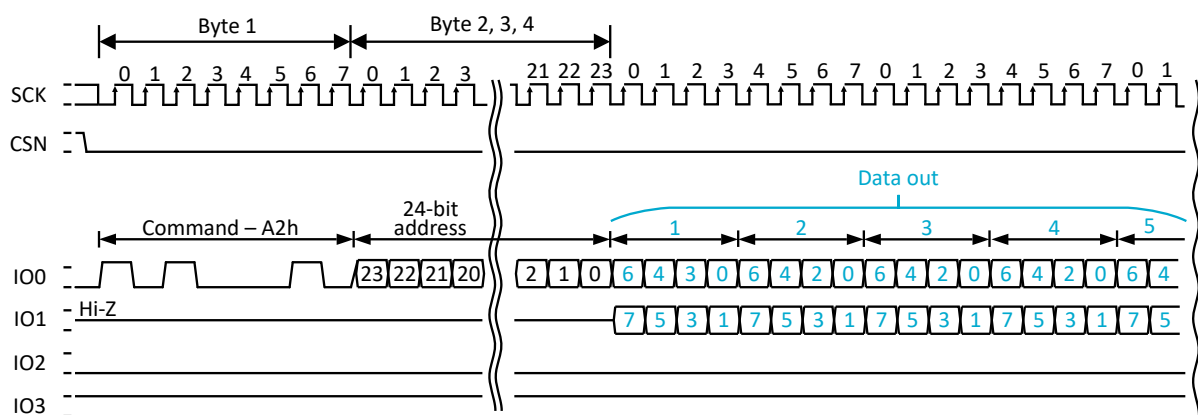 Byte 1 Byte 2, 3, 4
0 1 2 3 4 5 6 7 0 1 2 3 21 22 23 0 1 2 3 4 5 6 7 0 1 2 3 4 5 6 7 0 1
SCK
CSN
Data out
24-bit
Command – A2h address 1 2 3 4 5
IO0 23 22 21 20 2 1 0 6 4 3 0 6 4 2 0 6 4 2 0 6 4 2 0 6 4
Hi-Z
IO1 7 5 3 1 7 5 3 1 7 5 3 1 7 5 3 1 7 5
IO2
IO3